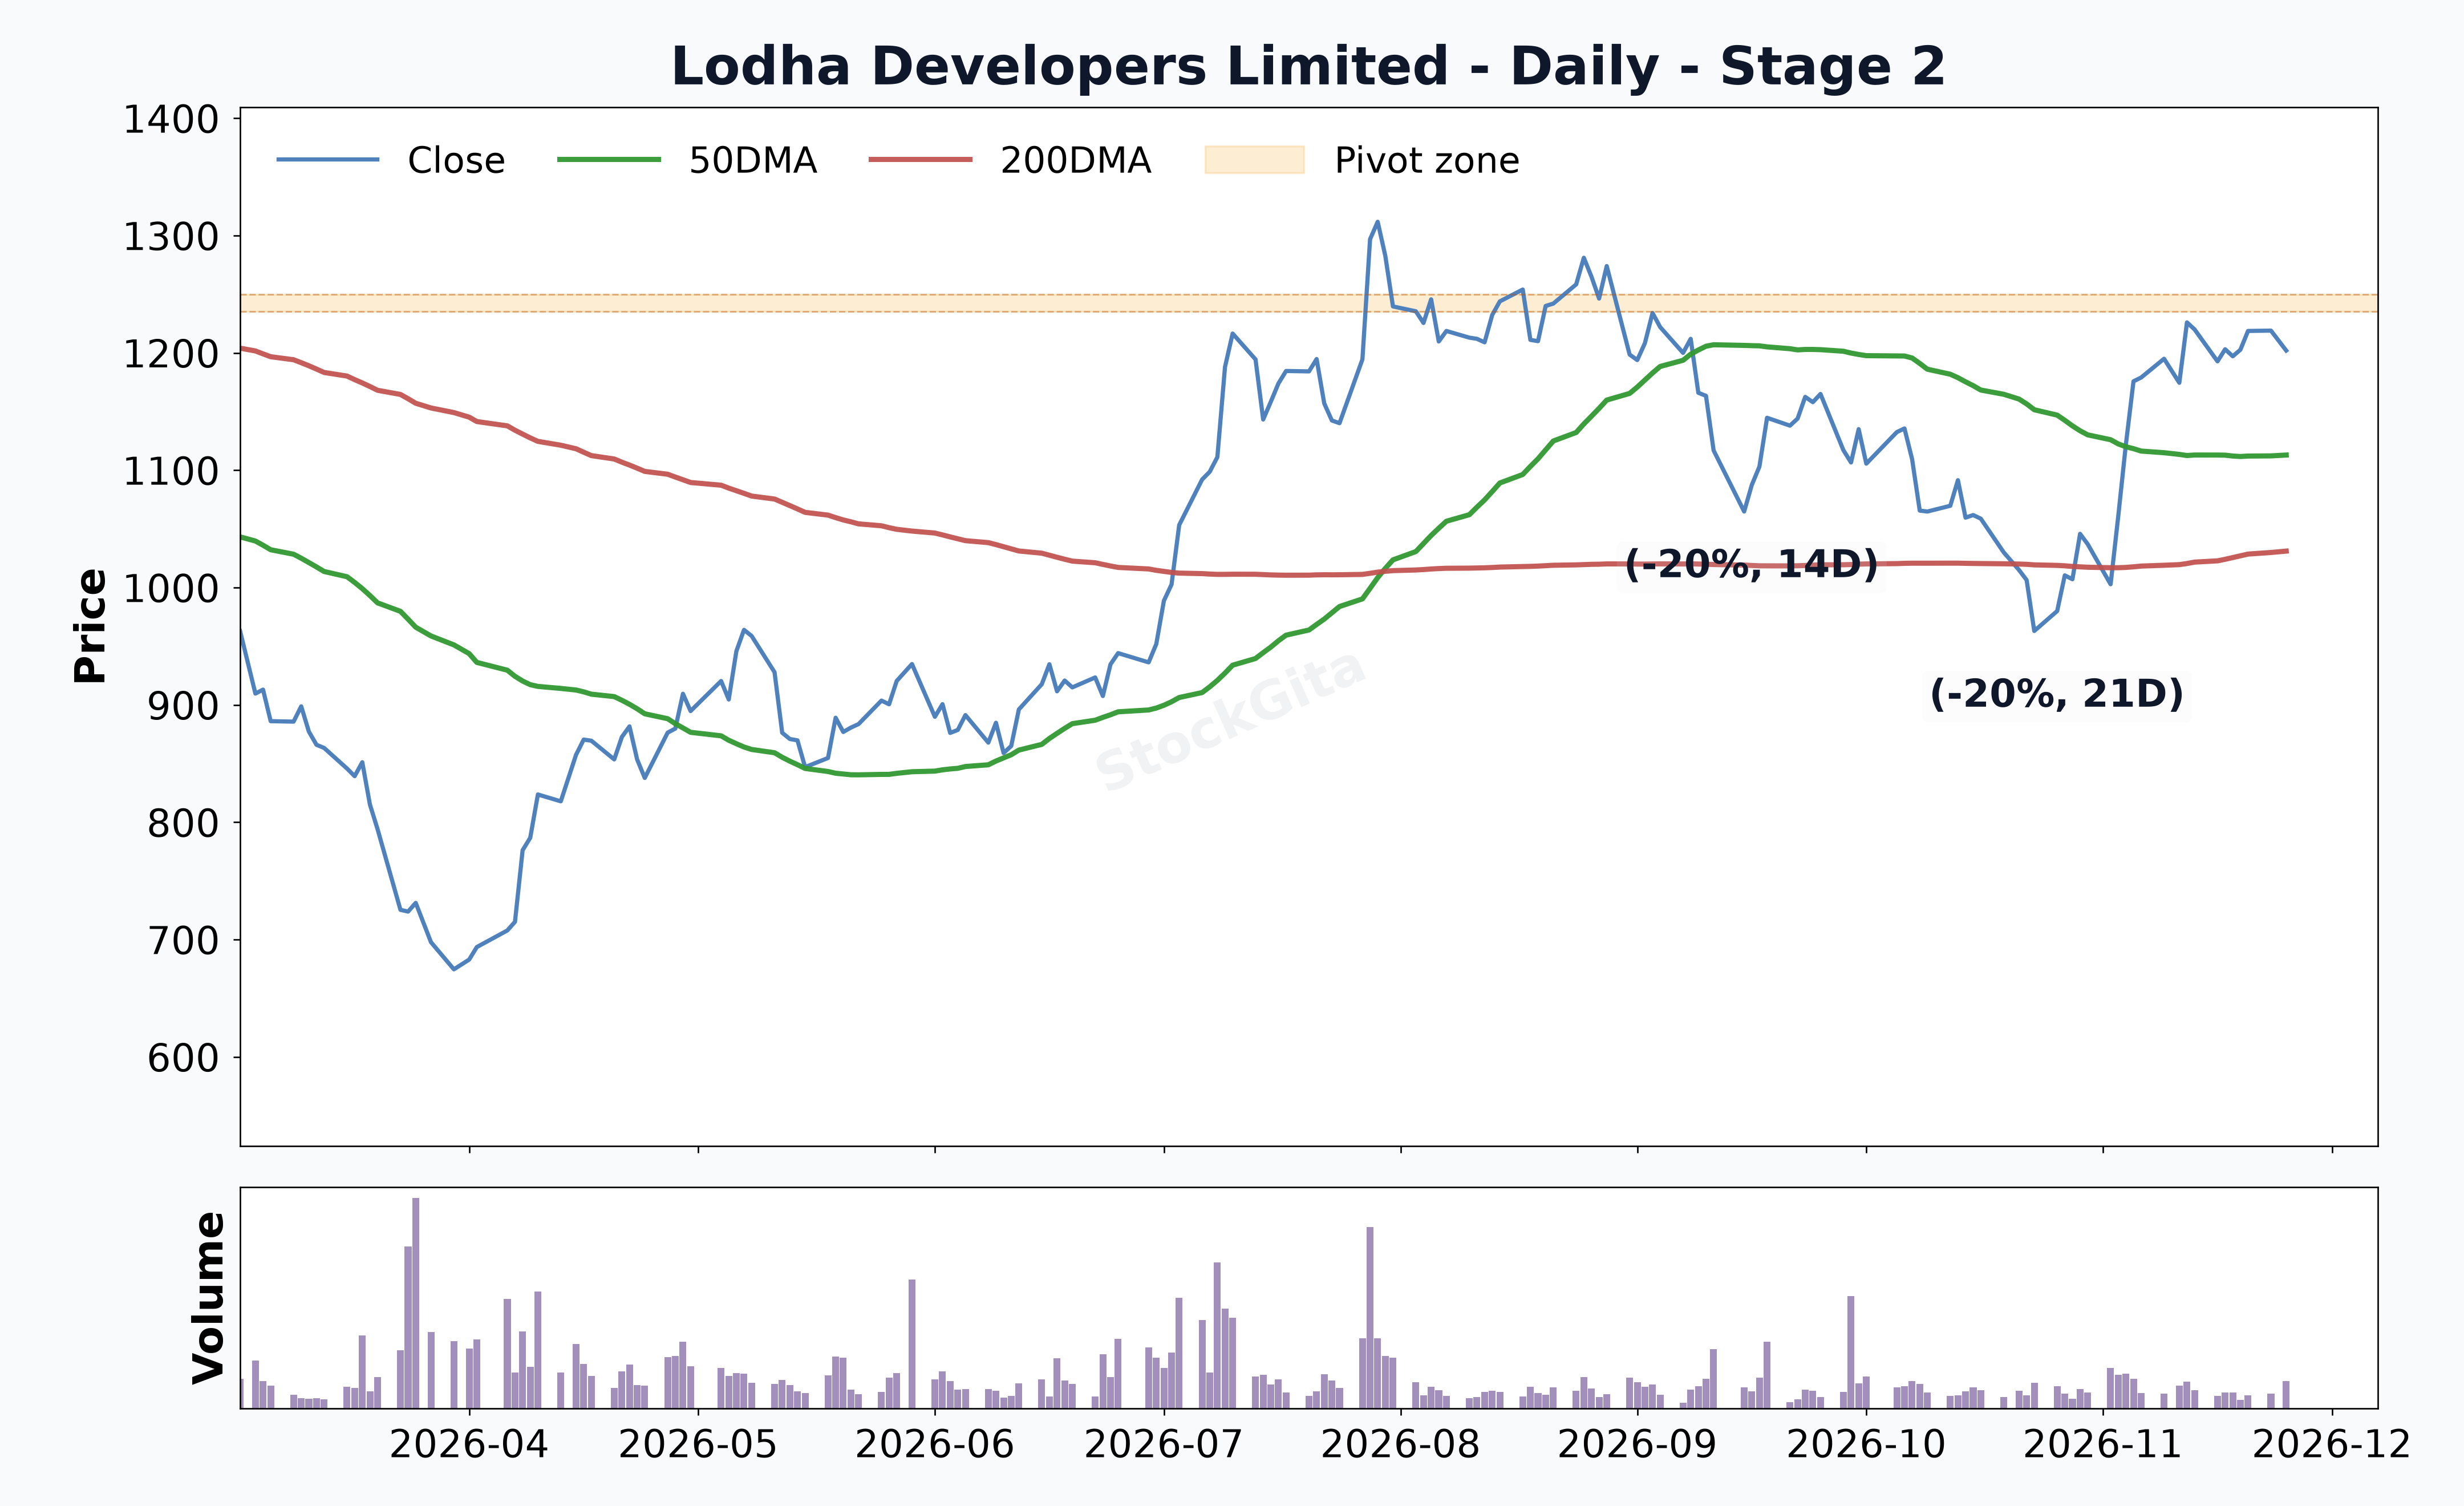 Lodha Developers Limited - Daily - Stage 2
Close 50DMA 200DMA Pivot zone
1400
1300
1200
1100
1000
900
800
700
600
Price
(-20%, 14D)
(-20%, 21D)
StockGita
Volume
2026-04 2026-05 2026-06 2026-07 2026-08 2026-09 2026-10 2026-11 2026-12